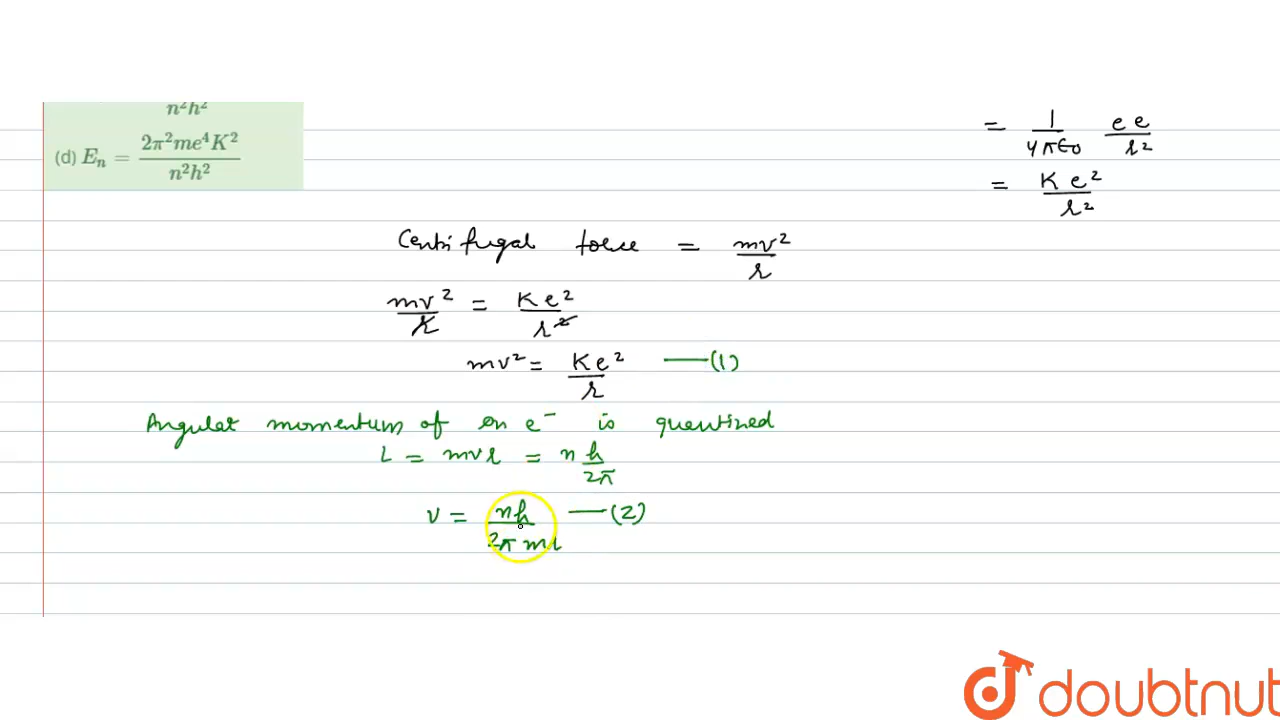 n²h²
(d) Eₙ = 2π²me⁴K² / n²h²
= 1/4πϵ₀ ee/r²
= Ke²/r²
Centrifugal force = mv²/r
mv²/r = Ke²/r²
mv² = Ke²/r —(1)
Angular momentum of an e⁻ is quantized
L = mvr = n h/2π
v = nh/2πmr —(2)
doubtnut